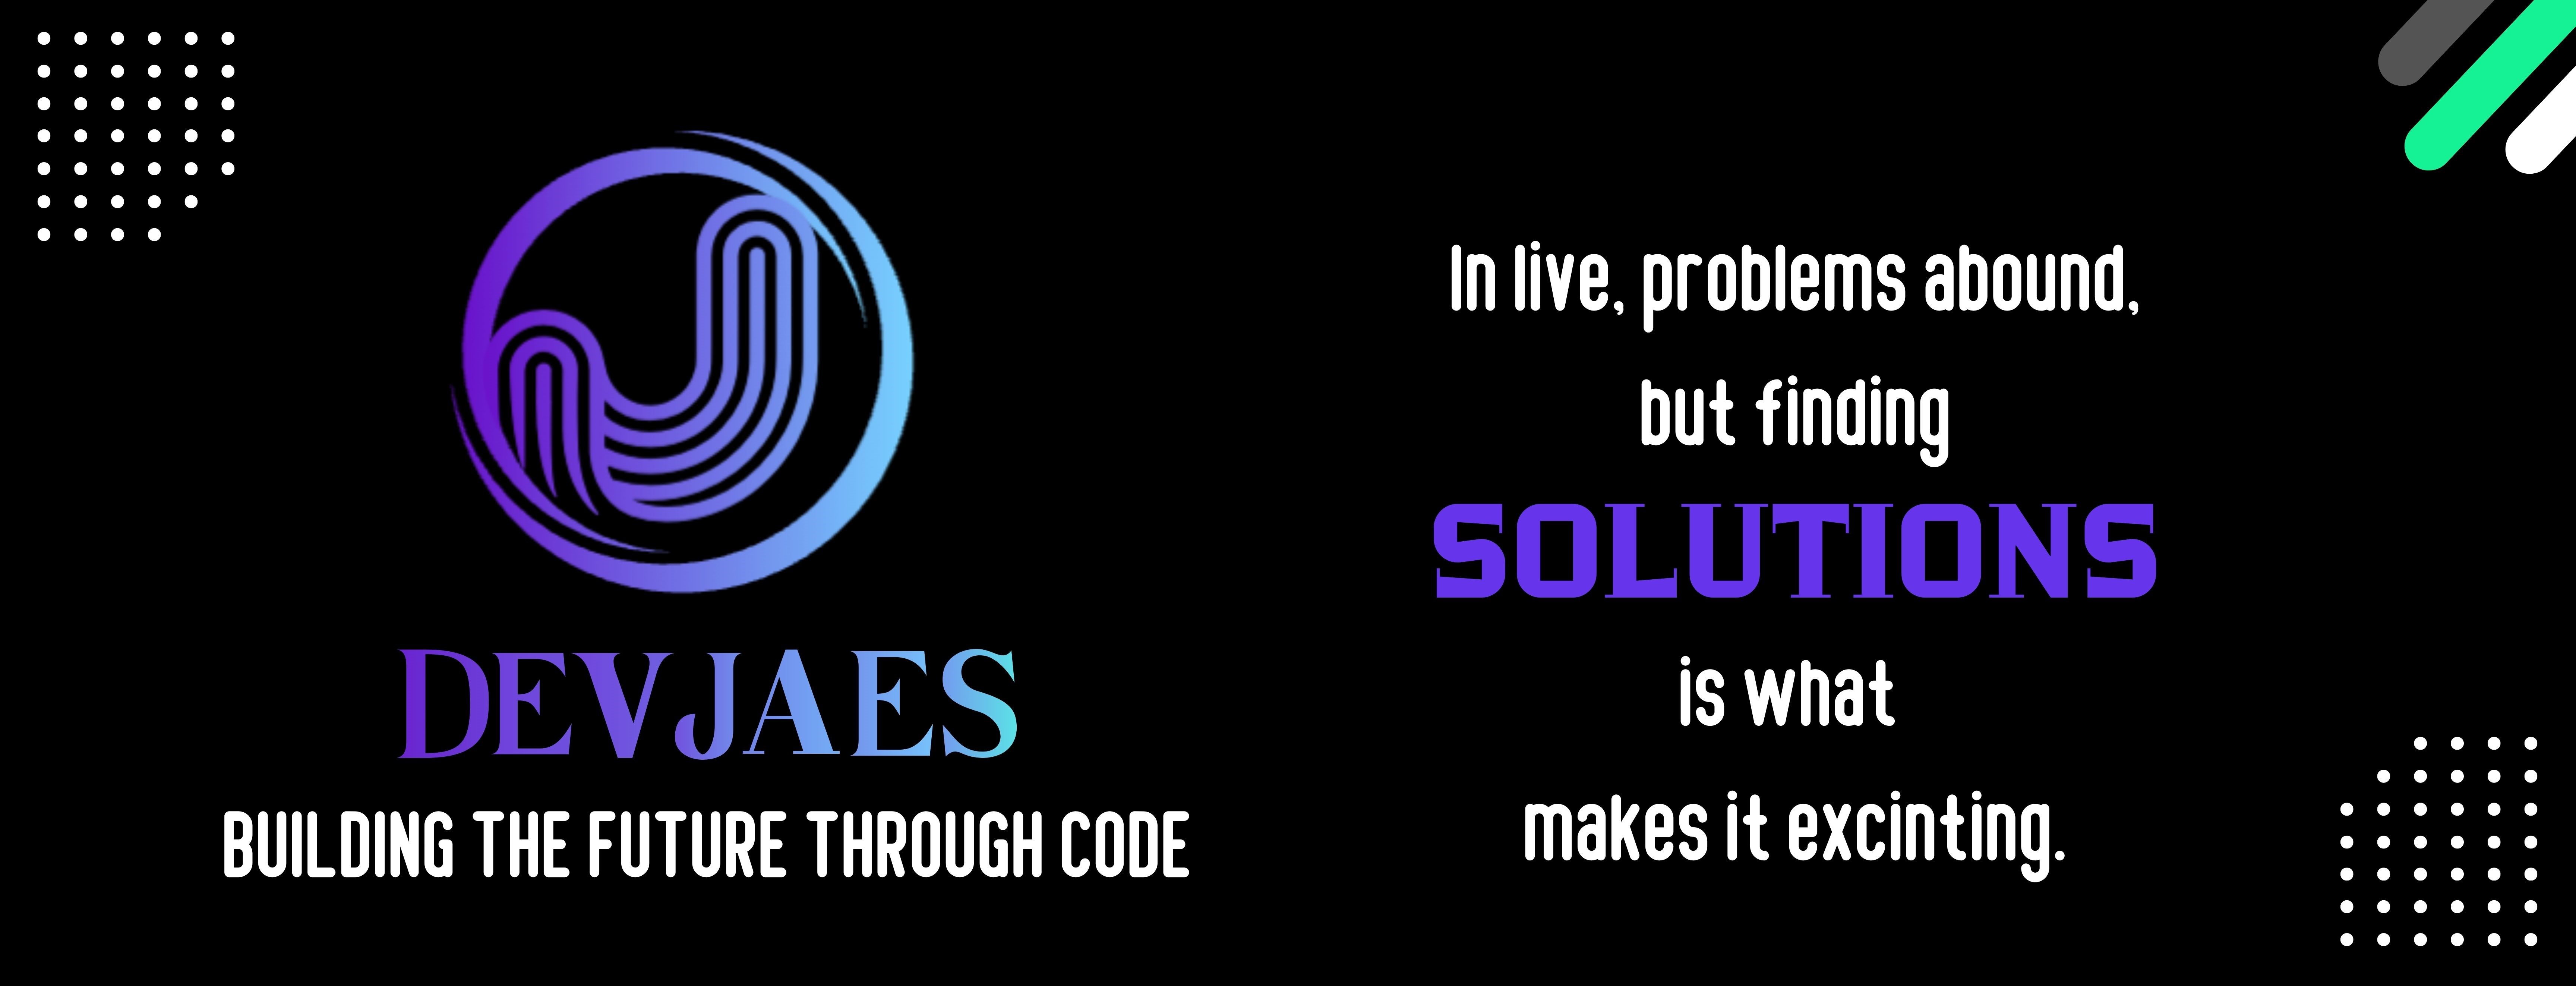 DEVJAES
BUILDING THE FUTURE THROUGH CODE
In live, problems abound,
but finding
SOLUTIONS
is what
makes it excinting.